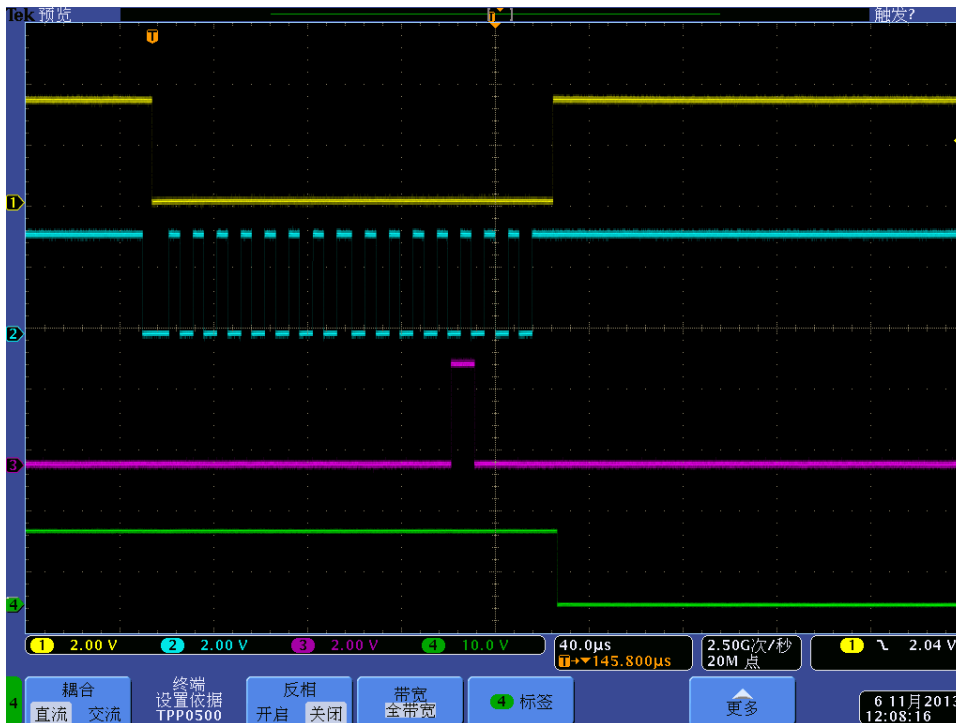 Tek 预览 T [ ] 触发?
T
1
2
3
4
1 2.00 V 2 2.00 V 3 2.00 V 4 10.0 V 40.0µs 2.50G次/秒 1 2.04 V
T→▼145.800µs 20M 点
4
耦合 终端 反相 带宽 4 标签 更多
直流 交流 设置依据 开启 关闭 全带宽
TPP0500
6 11月 2013
12:08:16